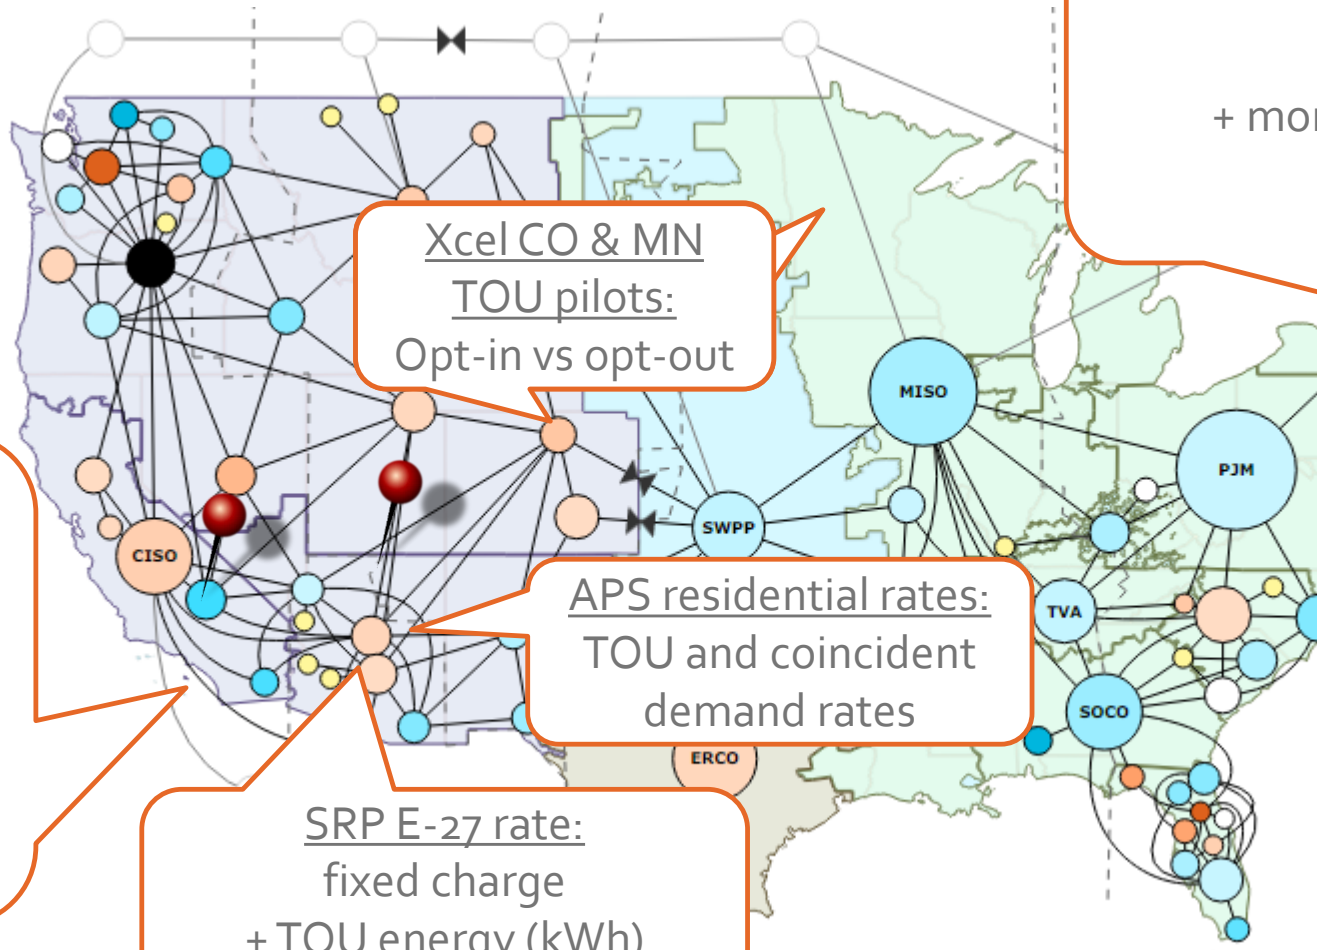 + mor
Xcel CO & MN
TOU pilots:
Opt-in vs opt-out
MISO
PJM
SWPP
CISO
APS residential rates:
TOU and coincident
demand rates
TVA
SOCO
ERCO
SRP E-27 rate:
fixed charge
+ TOU energy (kWh)